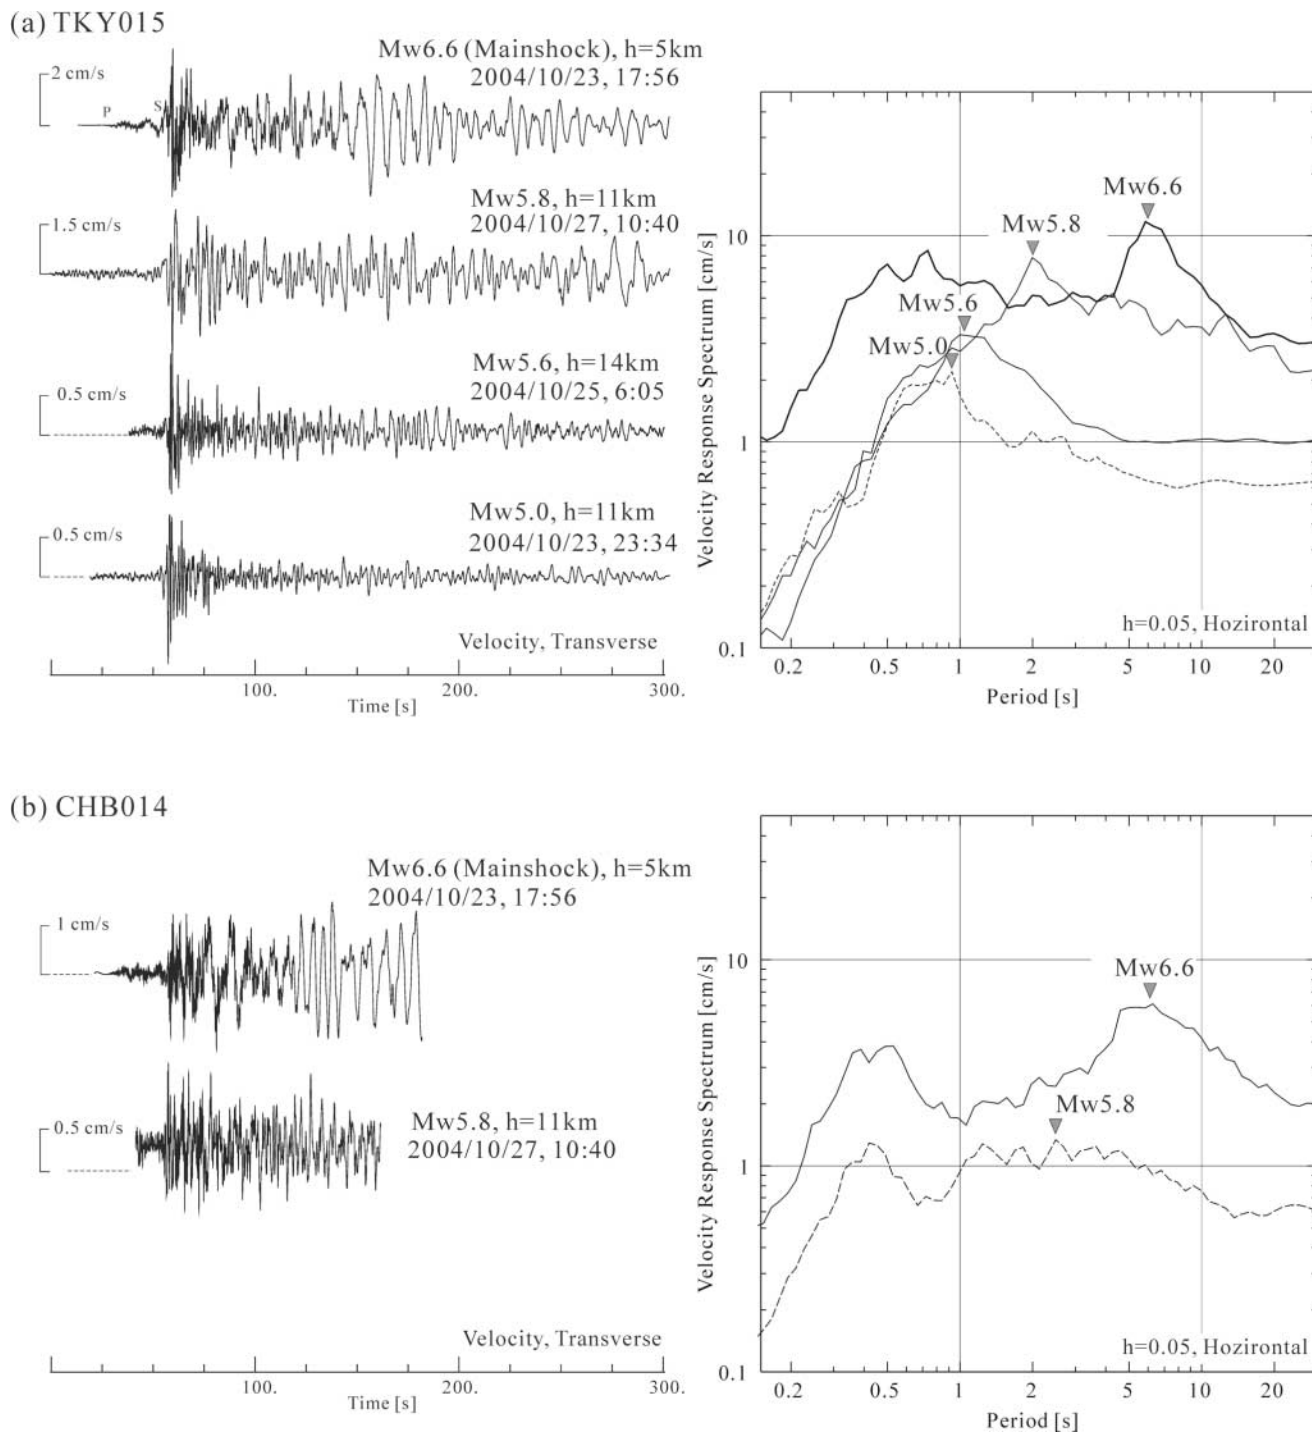 (a) TKY015
Mw6.6 (Mainshock), h=5km
2004/10/23, 17:56
2 cm/s
P
S
Mw5.8, h=11km
2004/10/27, 10:40
1.5 cm/s
Mw5.6, h=14km
2004/10/25, 6:05
0.5 cm/s
Mw5.0, h=11km
2004/10/23, 23:34
0.5 cm/s
Velocity, Transverse
100. 200. 300.
Time [s]
Velocity Response Spectrum [cm/s]
10
1
0.1
Mw6.6
Mw5.8
Mw5.6
Mw5.0
h=0.05, Hozirontal
0.2 0.5 1 2 5 10 20
Period [s]
(b) CHB014
Mw6.6 (Mainshock), h=5km
2004/10/23, 17:56
1 cm/s
0.5 cm/s
Mw5.8, h=11km
2004/10/27, 10:40
Velocity, Transverse
100. 200. 300.
Time [s]
Velocity Response Spectrum [cm/s]
10
1
0.1
Mw6.6
Mw5.8
h=0.05, Hozirontal
0.2 0.5 1 2 5 10 20
Period [s]